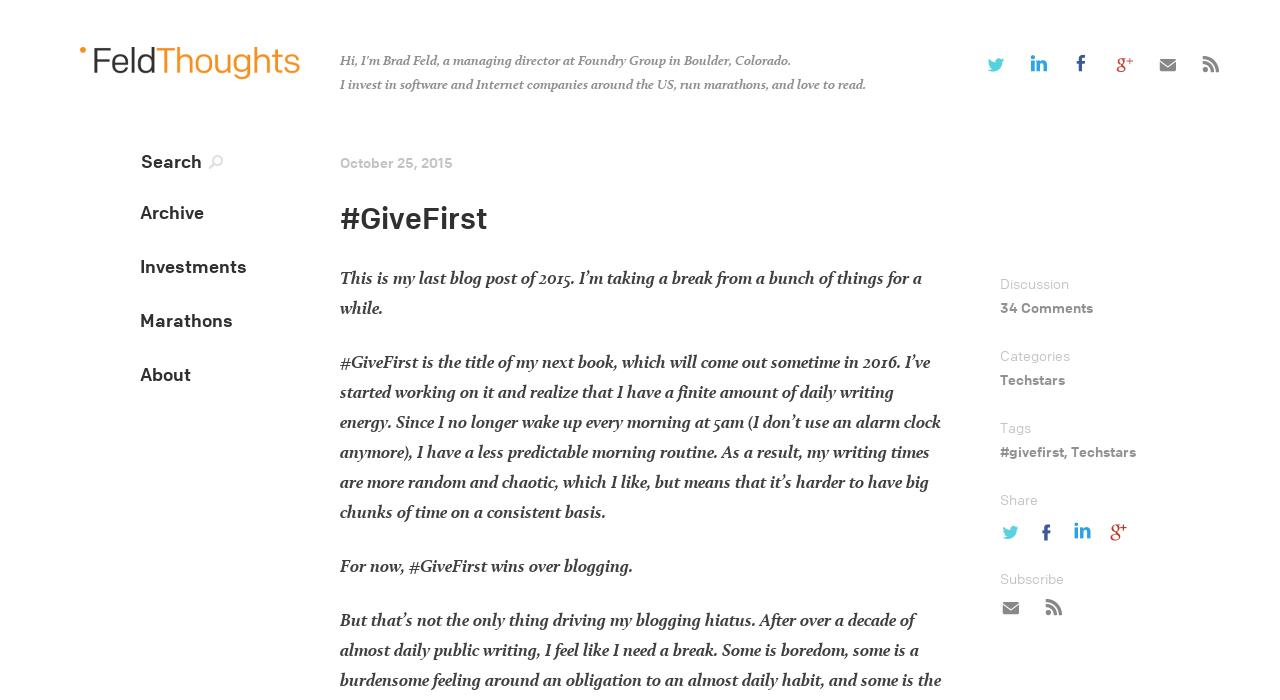 FeldThoughts
Hi, I'm Brad Feld, a managing director at Foundry Group in Boulder, Colorado.
I invest in software and Internet companies around the US, run marathons, and love to read.
Search
Archive
Investments
Marathons
About
October 25, 2015
#GiveFirst
This is my last blog post of 2015. I’m taking a break from a bunch of things for a
while.
#GiveFirst is the title of my next book, which will come out sometime in 2016. I’ve
started working on it and realize that I have a finite amount of daily writing
energy. Since I no longer wake up every morning at 5am (I don’t use an alarm clock
anymore), I have a less predictable morning routine. As a result, my writing times
are more random and chaotic, which I like, but means that it’s harder to have big
chunks of time on a consistent basis.
For now, #GiveFirst wins over blogging.
But that’s not the only thing driving my blogging hiatus. After over a decade of
almost daily public writing, I feel like I need a break. Some is boredom, some is a
burdensome feeling around an obligation to an almost daily habit, and some is the
Discussion
34 Comments
Categories
Techstars
Tags
#givefirst, Techstars
Share
Subscribe